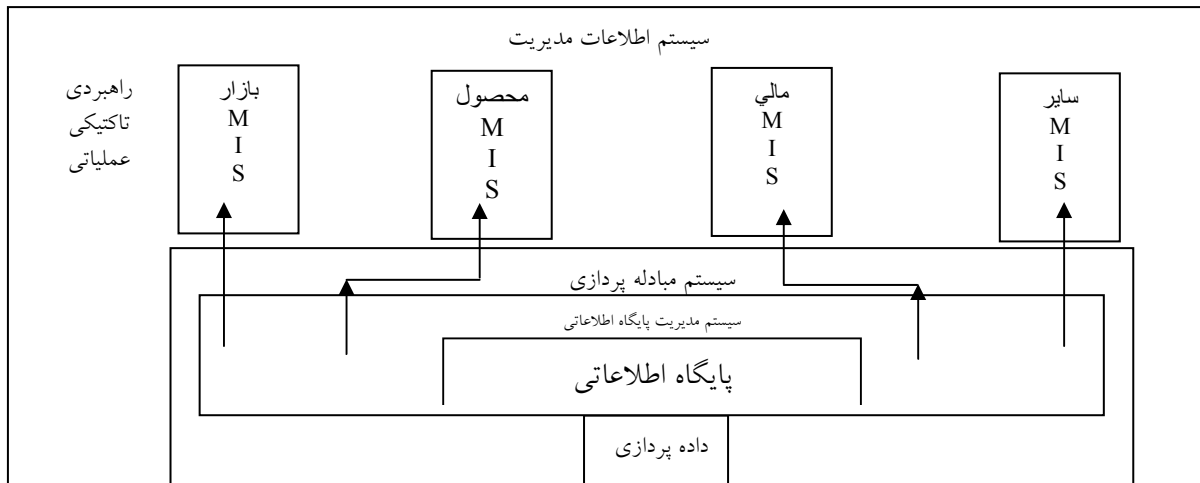 سیستم اطلاعات مدیریت
راهبردی
تاکتیکی
عملیاتی
سایر
M
I
S
مالي
M
I
S
محصول
M
I
S
بازار
M
I
S
سیستم مبادله پردازی
سیستم مدیریت پایگاه اطلاعاتی
پایگاه اطلاعاتی
داده پردازی